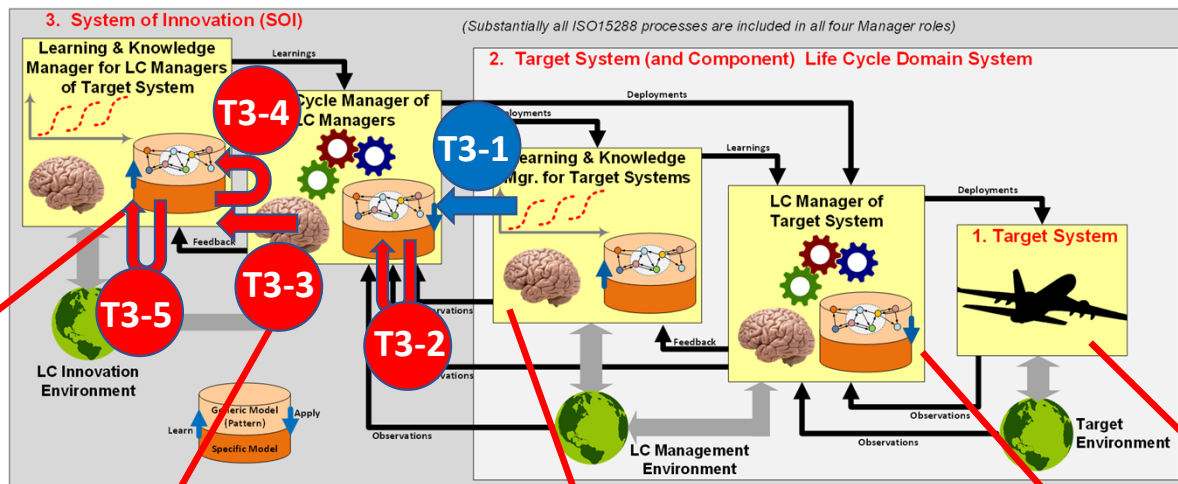 3. System of Innovation (SOI)
(Substantially all ISO15288 processes are included in all four Manager roles)
Learning & Knowledge
Manager for LC Managers
of Target System
Learnings
2. Target System (and Component) Life Cycle Domain System
Deployments
T3-4
Cycle Manager of
LC Managers
T3-1
Learning & Knowledge
Mgr. for Target Systems
Learnings
LC Manager of
Target System
Deployments
1. Target System
Feedback
T3-3
T3-5
T3-2
Feedback
LC Innovation
Environment
Generic Model
(Pattern)
Apply
Learn
Specific Model
Observations
LC Management
Environment
Observations
Observations
Target
Environment